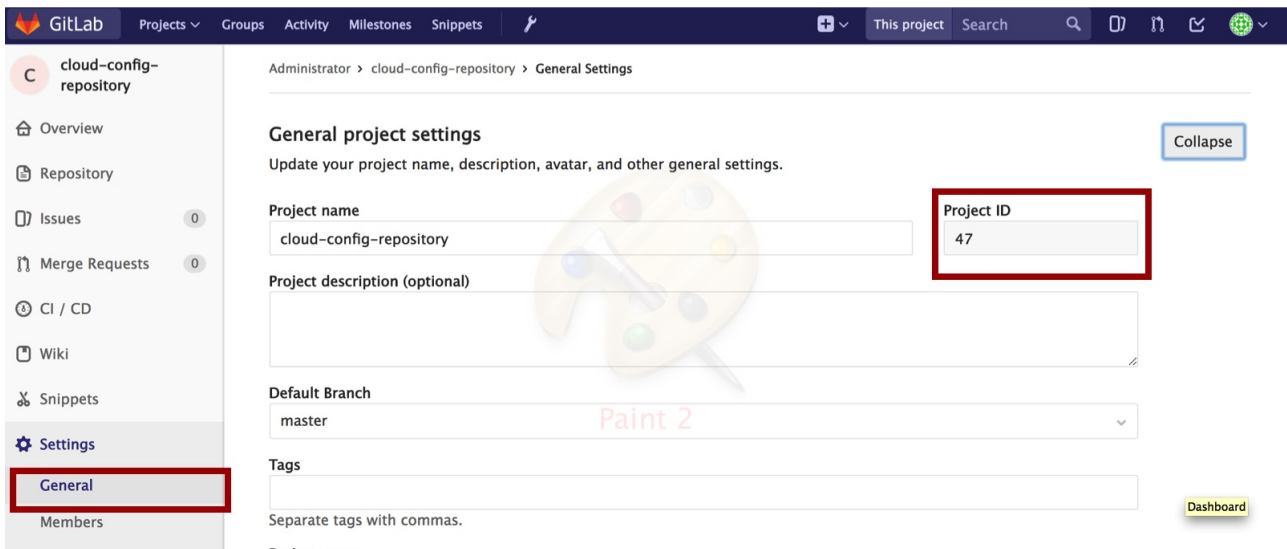 GitLab Projects Groups Activity Milestones Snippets This project Search
C cloud-config-
repository
Overview
Repository
Issues 0
Merge Requests 0
CI / CD
Wiki
Snippets
Settings
General
Members
Administrator > cloud-config-repository > General Settings
General project settings
Collapse
Update your project name, description, avatar, and other general settings.
Project name
cloud-config-repository
Project ID
47
Project description (optional)
Default Branch
master
Paint 2
Tags
Separate tags with commas.
Dashboard